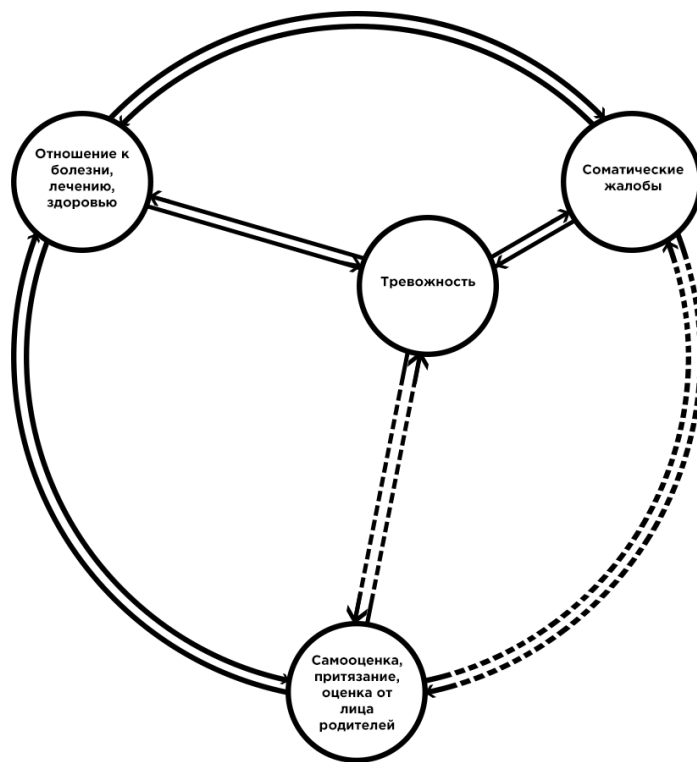 Отношение к
болезни,
лечению,
здоровью
Соматические
жалобы
Тревожность
Самооценка,
притязание,
оценка от
лица
родителей